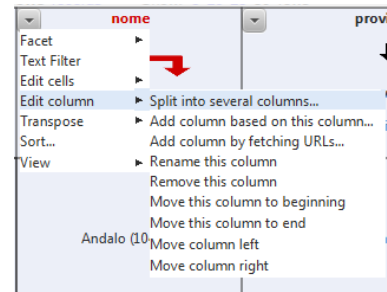 nome
provi
Facet
Text Filter
Edit cells
Edit column
Split into several columns...
Transpose
Add column based on this column...
Sort...
Add column by fetching URLs...
View
Rename this column
Remove this column
Move this column to beginning
Move this column to end
Andalo (10
Move column left
Move column right